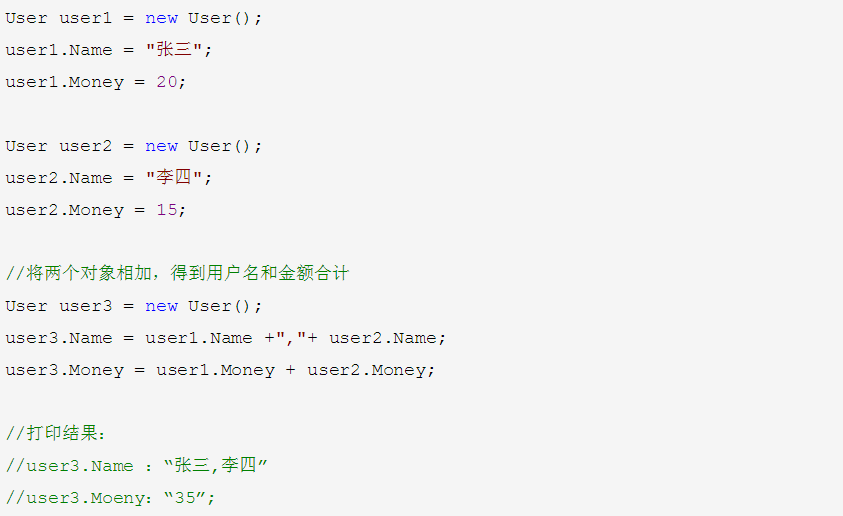 User user1 = new User();
user1.Name = "张三";
user1.Money = 20;
User user2 = new User();
user2.Name = "李四";
user2.Money = 15;
//将两个对象相加，得到用户名和金额合计
User user3 = new User();
user3.Name = user1.Name +","+ user2.Name;
user3.Money = user1.Money + user2.Money;
//打印结果：
//user3.Name ：“张三,李四”
//user3.Moeny：“35”;